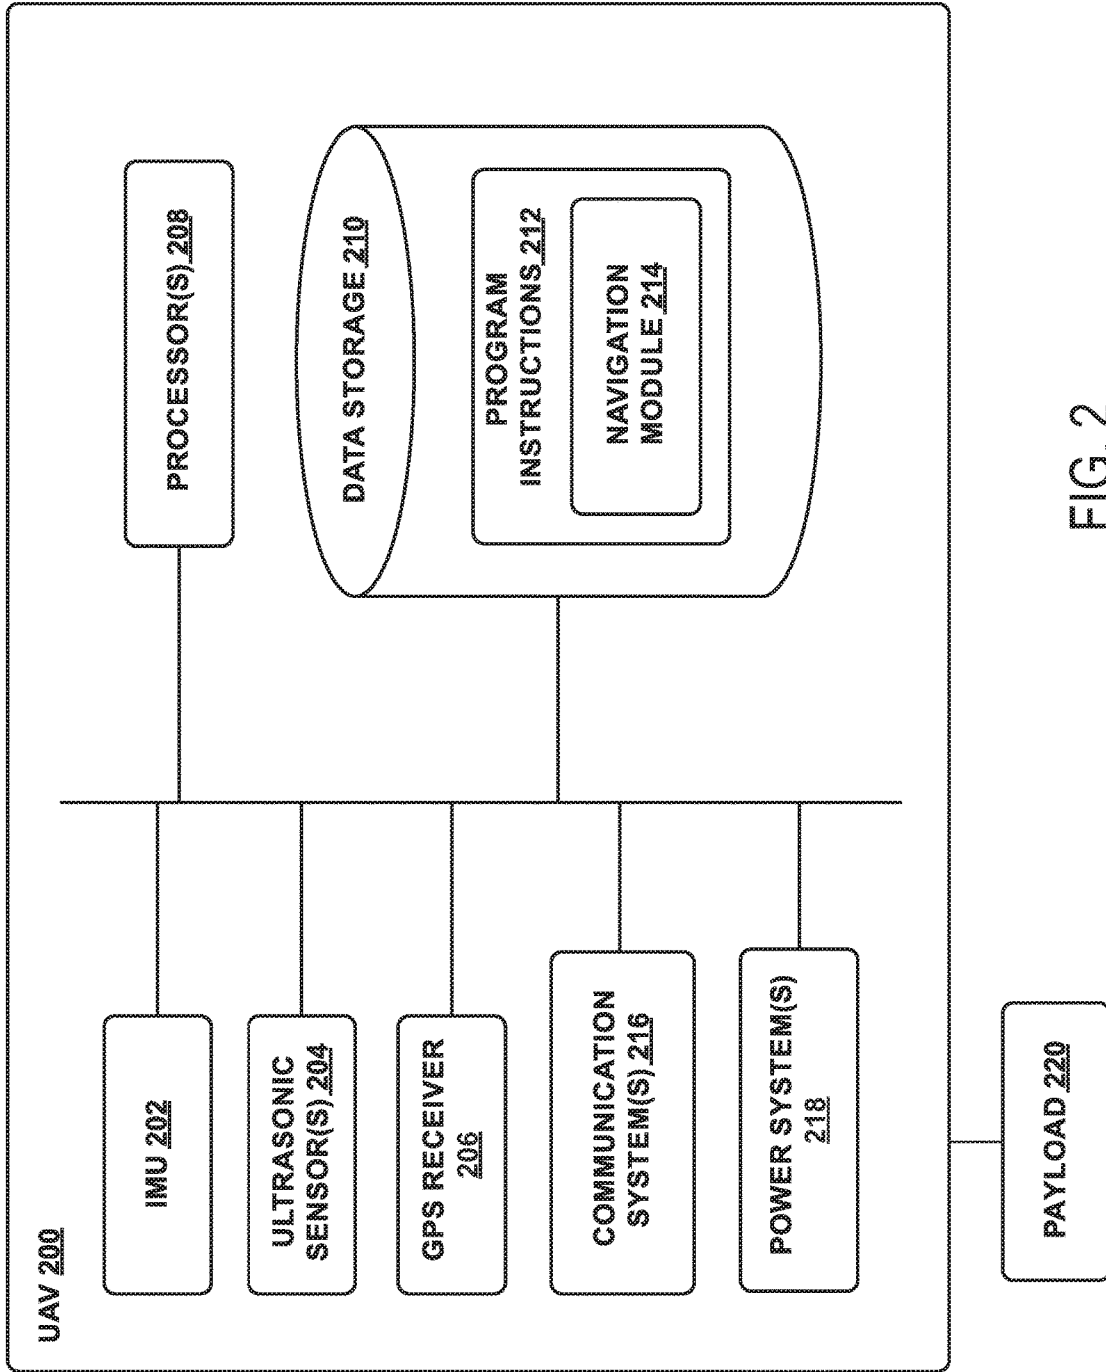 UAV 200
IMU 202
ULTRASONIC
SENSOR(S) 204
GPS RECEIVER
206
COMMUNICATION
SYSTEM(S) 216
POWER SYSTEM(S)
218
PROCESSOR(S) 208
DATA STORAGE 210
PROGRAM
INSTRUCTIONS 212
NAVIGATION
MODULE 214
PAYLOAD 220
FIG. 2